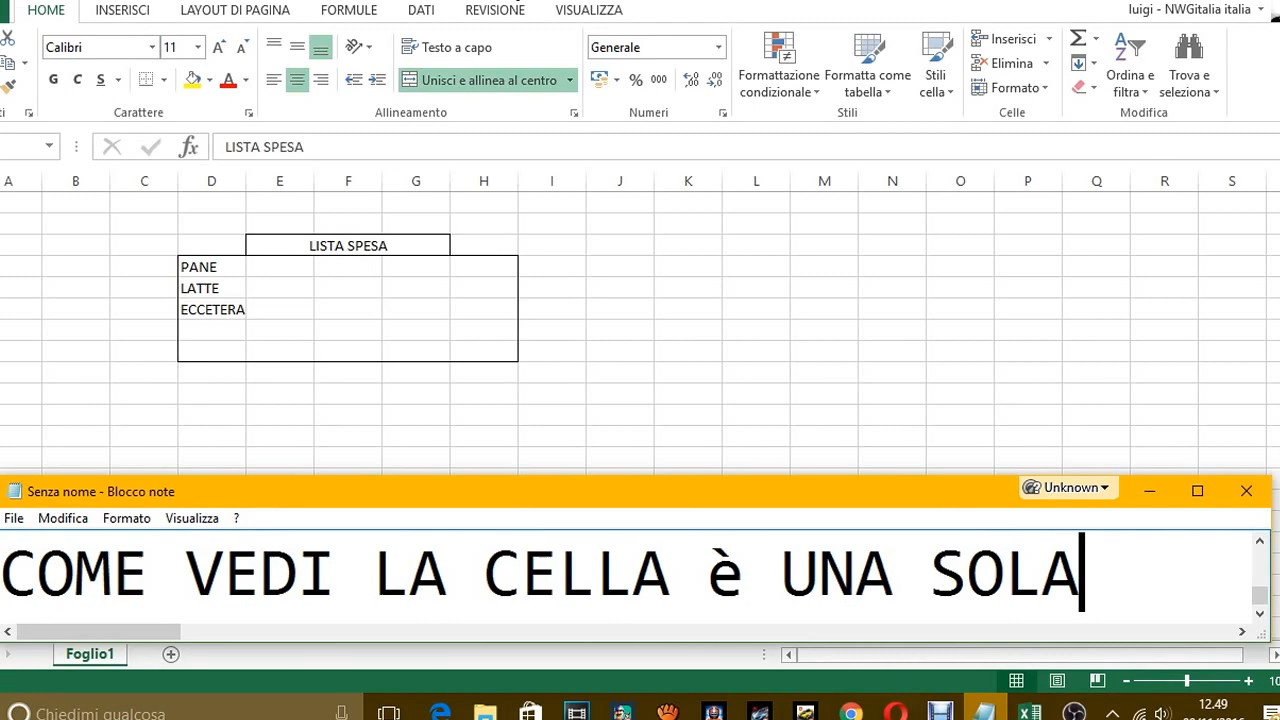 HOME INSERISCI LAYOUT DI PAGINA FORMULE DATI REVISIONE VISUALIZZA luigi - NWGitalia italia
Calibri 11 Testo a capo Generale Inserisci
G C S Unisci e allinea al centro % 000 Formattazione condizionale Formatta come tabella Stili cella Elimina Ordina e filtra Trova e seleziona
Formato
Carattere Allineamento Numeri Stili Celle Modifica
fx LISTA SPESA
A B C D E F G H I J K L M N O P Q R S
LISTA SPESA
PANE
LATTE
ECCETERA
Senza nome - Blocco note Unknown
File Modifica Formato Visualizza ?
COME VEDI LA CELLA è UNA SOLA
Foglio1
Chiedimi qualcosa 12.49